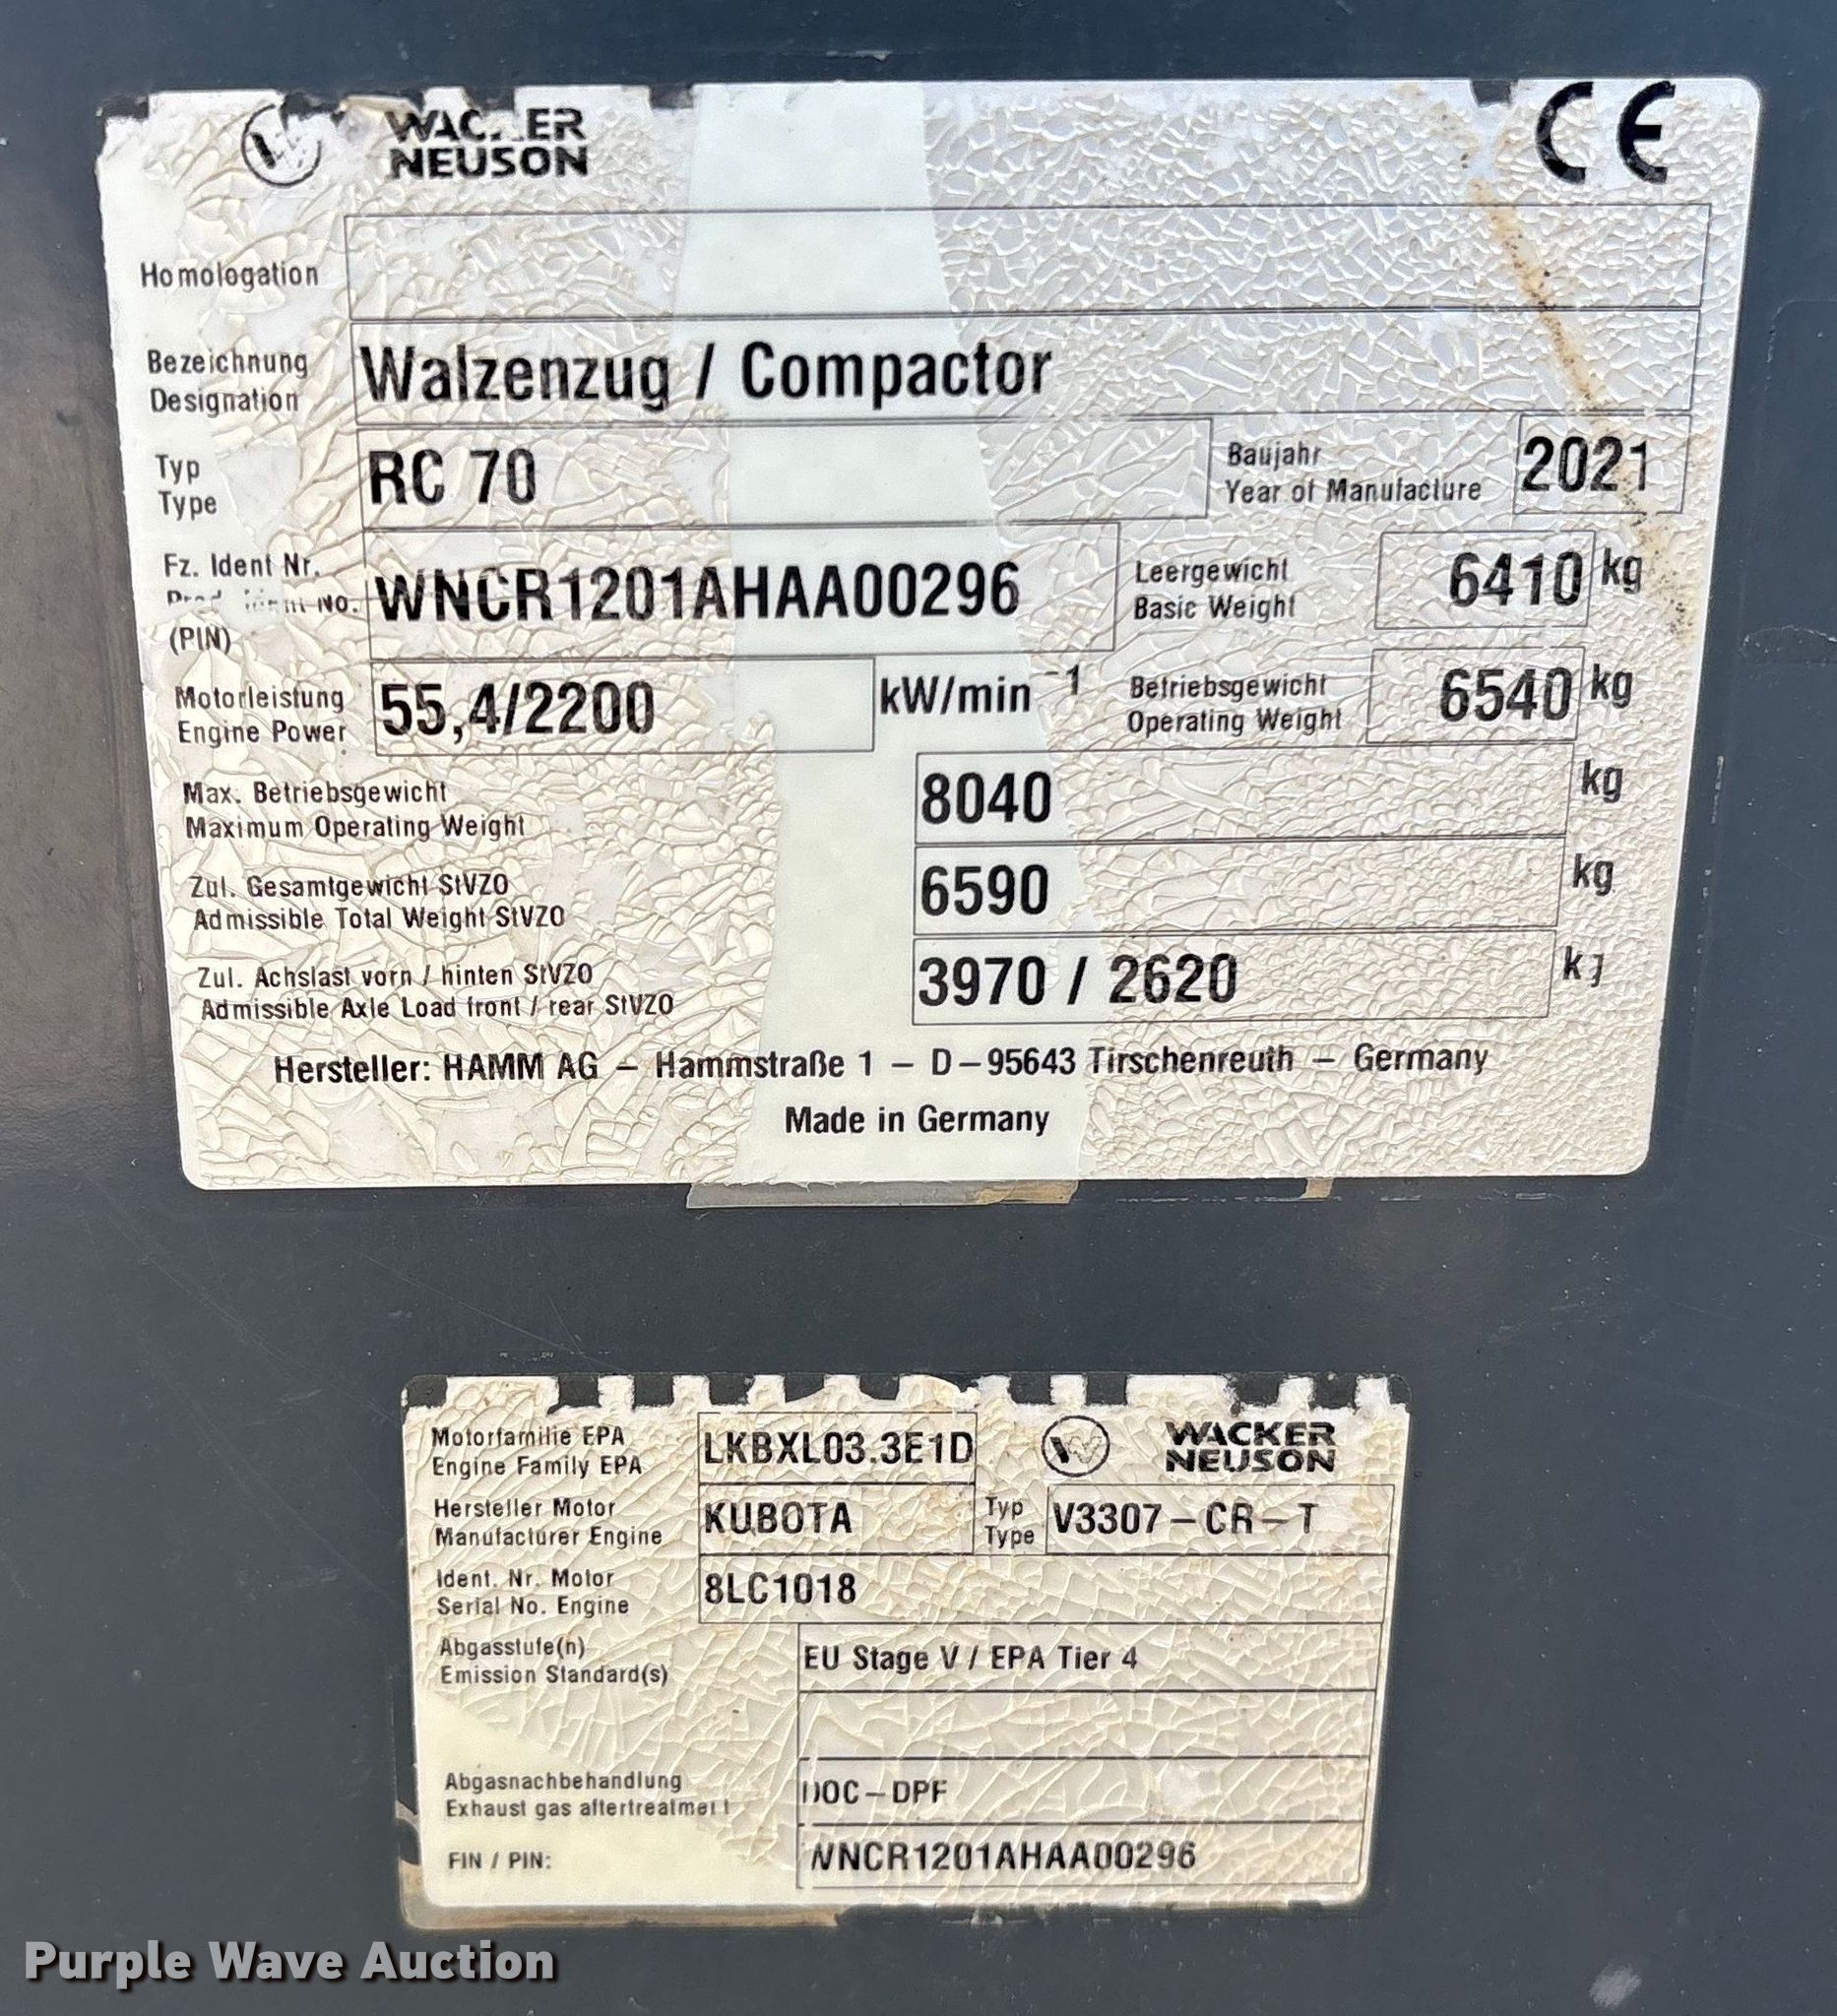 NEUSON
CE
Homologation
Bezeichnung
Designation
Walzenzug / Compactor
Typ
Type
RC 70
Baujahr
Year of Manufacture
2021
Fz. Ident Nr.
No.
(PIN)
WNCR1201AHAA00296
Leergewicht
Basic Weight
6410 kg
Motorleistung
Engine Power
55,4/2200 kW/min⁻¹
Betriebsgewicht
Operating Weight
6540 kg
Max. Betriebsgewicht
Maximum Operating Weight
8040 kg
Zul. Gesamtgewicht StVZO
Admissible Total Weight StVZO
6590 kg
Zul. Achslast vorn / hinten StVZO
Admissible Axle Load front / rear StVZO
3970 / 2620 kg
Hersteller: HAMM AG – Hammstraße 1 – D-95643 Tirschenreuth – Germany
Made in Germany
Motorfamilie EPA
Engine Family EPA
LKBXL03.3E1D
WACKER
NEUSON
Hersteller Motor
Manufacturer Engine
KUBOTA
Typ
Type
V3307-CR-T
Ident. Nr. Motor
Serial No. Engine
8LC1018
Abgasstufe(n)
Emission Standard(s)
EU Stage V / EPA Tier 4
Abgasnachbehandlung
Exhaust gas aftertreatment
DOC-DPF
FIN / PIN:
WNCR1201AHAA00296
Purple Wave Auction